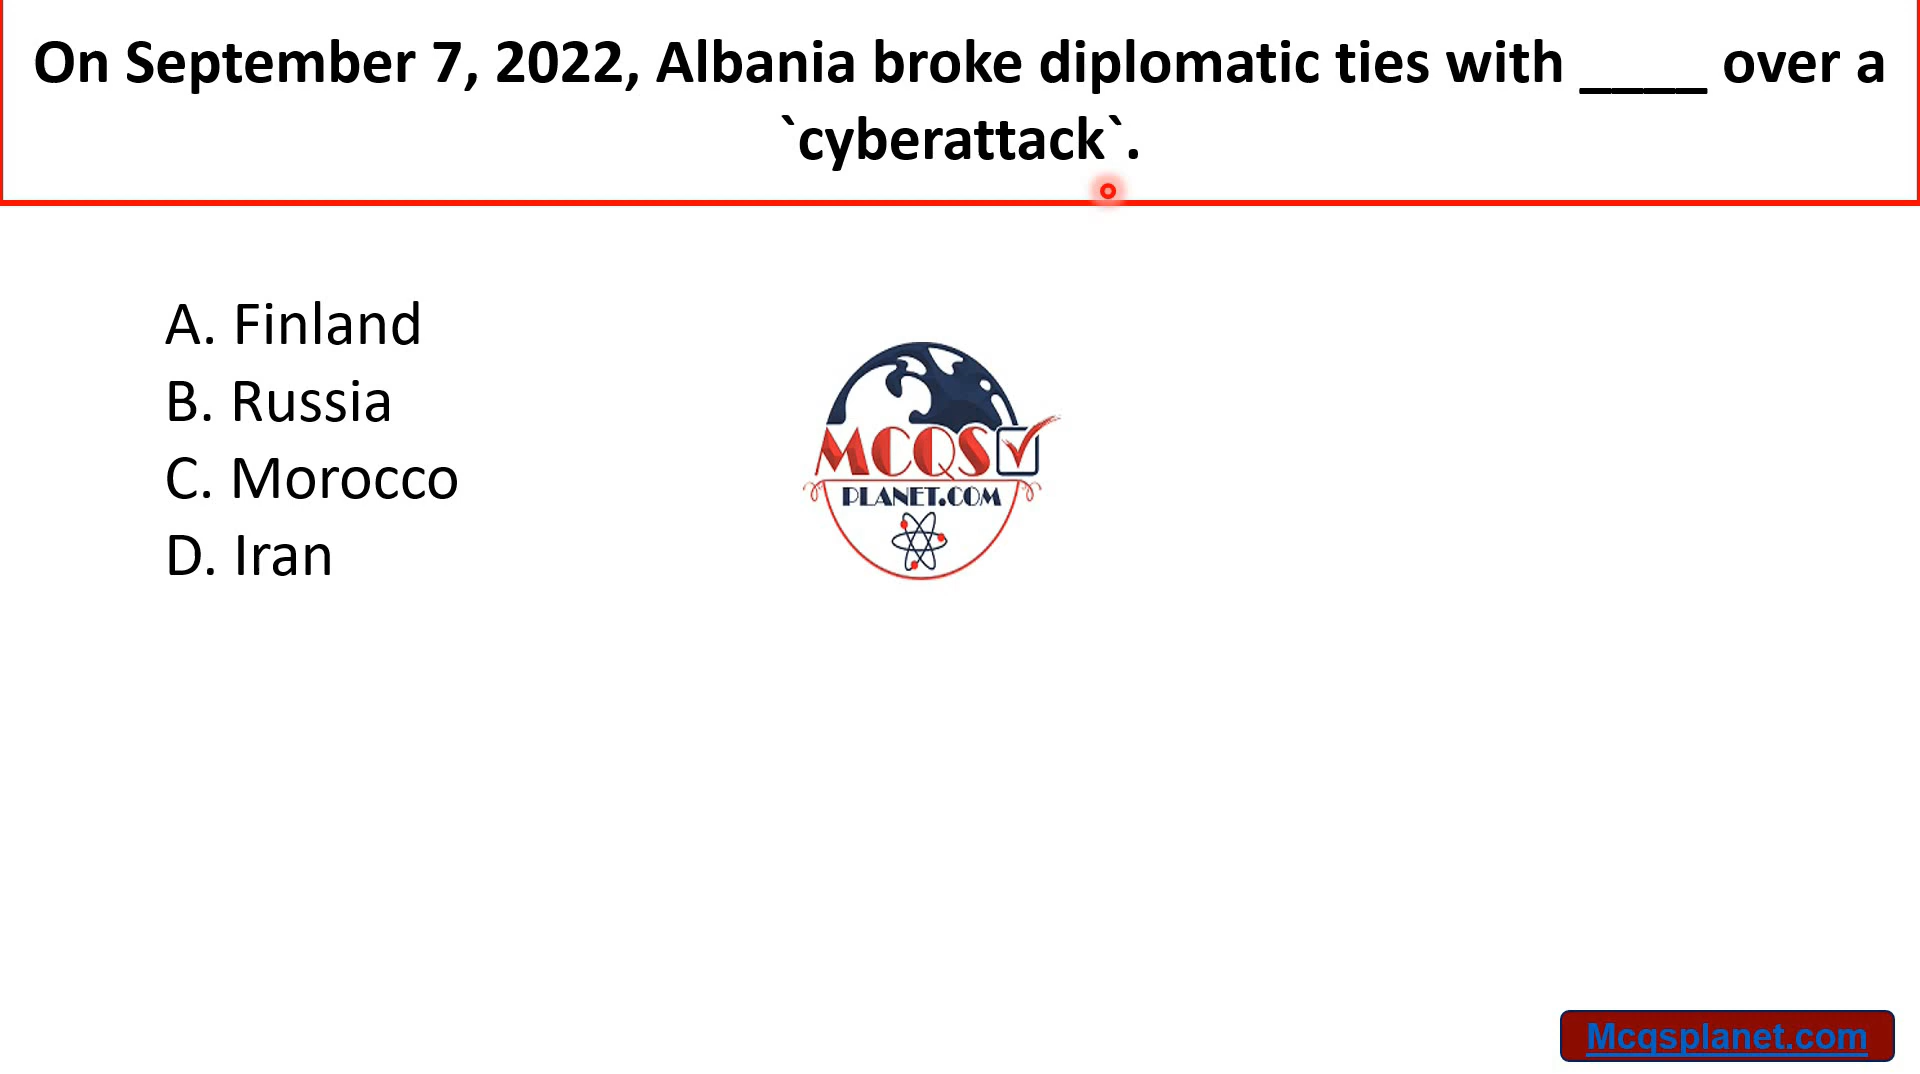 On September 7, 2022, Albania broke diplomatic ties with ____ over a
`cyberattack`.
A. Finland
B. Russia
C. Morocco
D. Iran
MCQS
PLANET.COM
Mcqsplanet.com